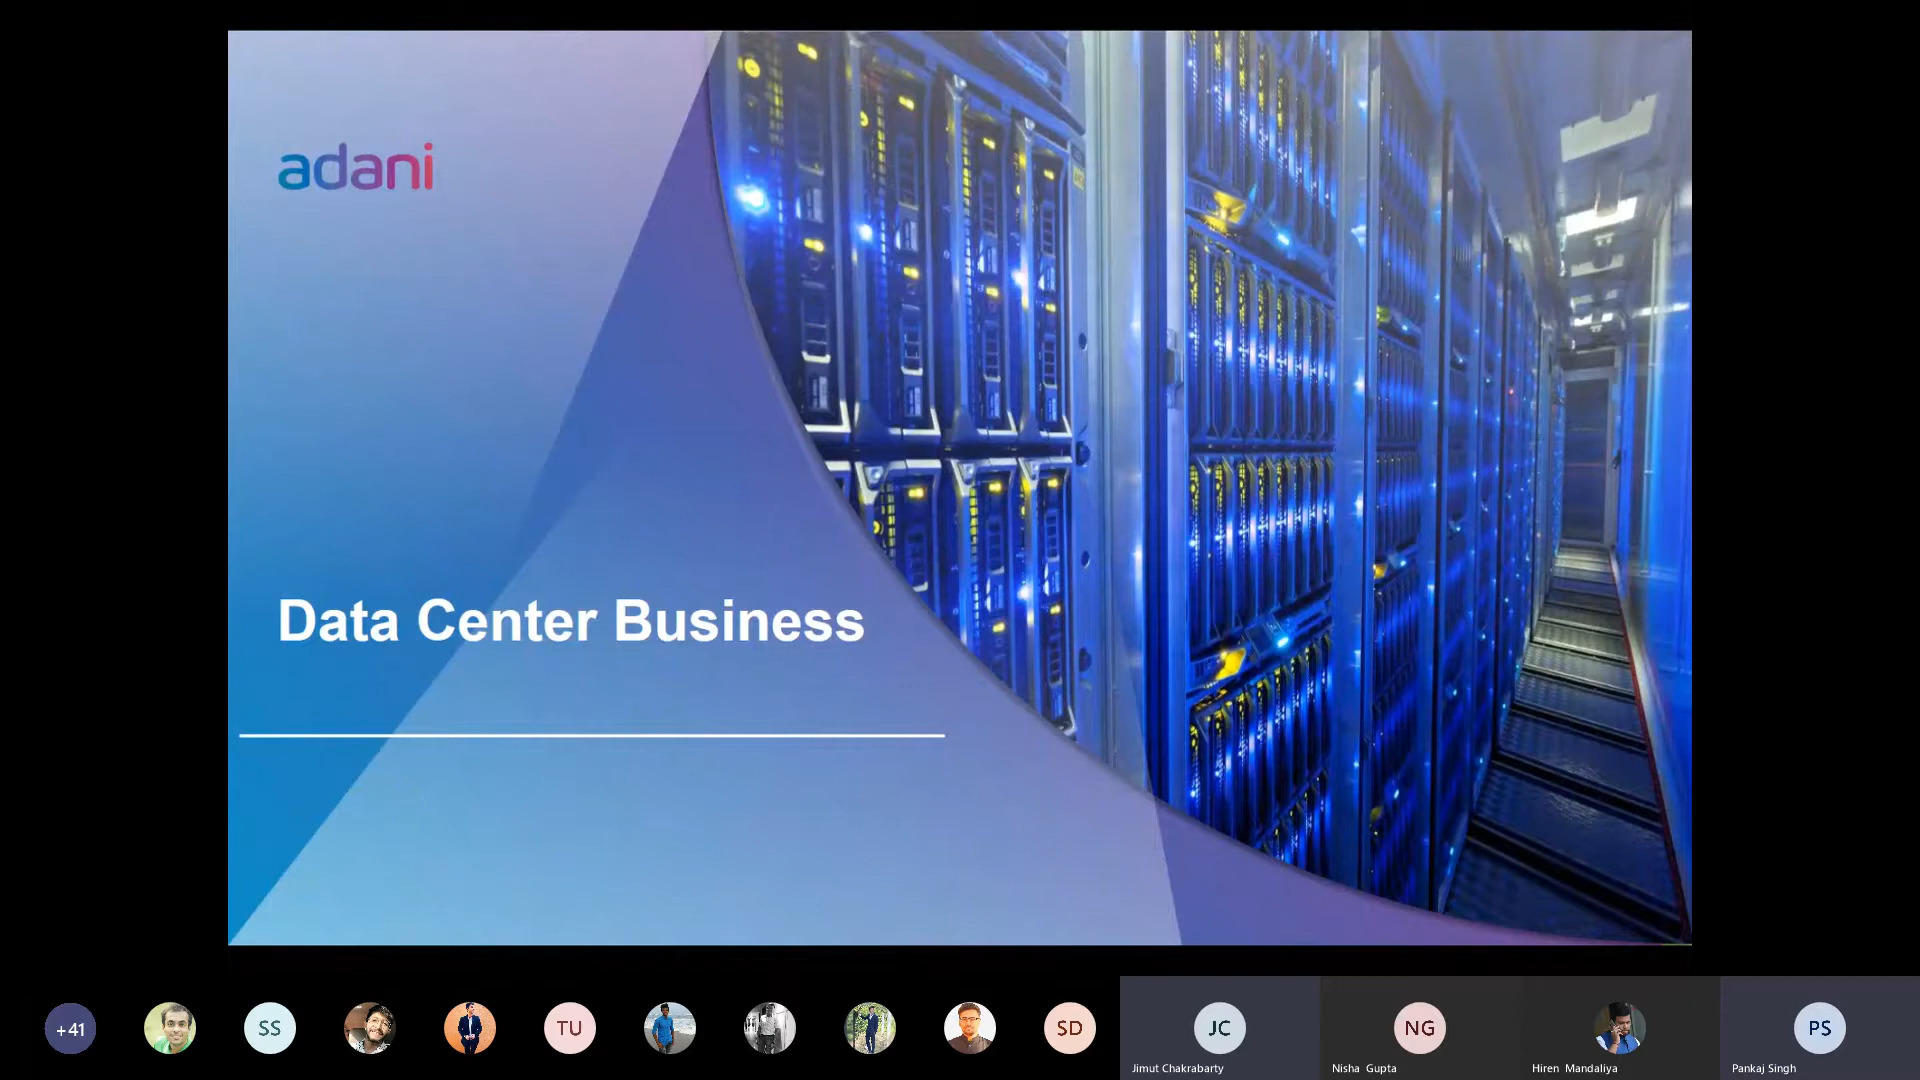 adani
Data Center Business
+41
SS
TU
SD
JC
NG
PS
Jimut Chakrabarty
Nisha Gupta
Hiren Mandaliya
Pankaj Singh